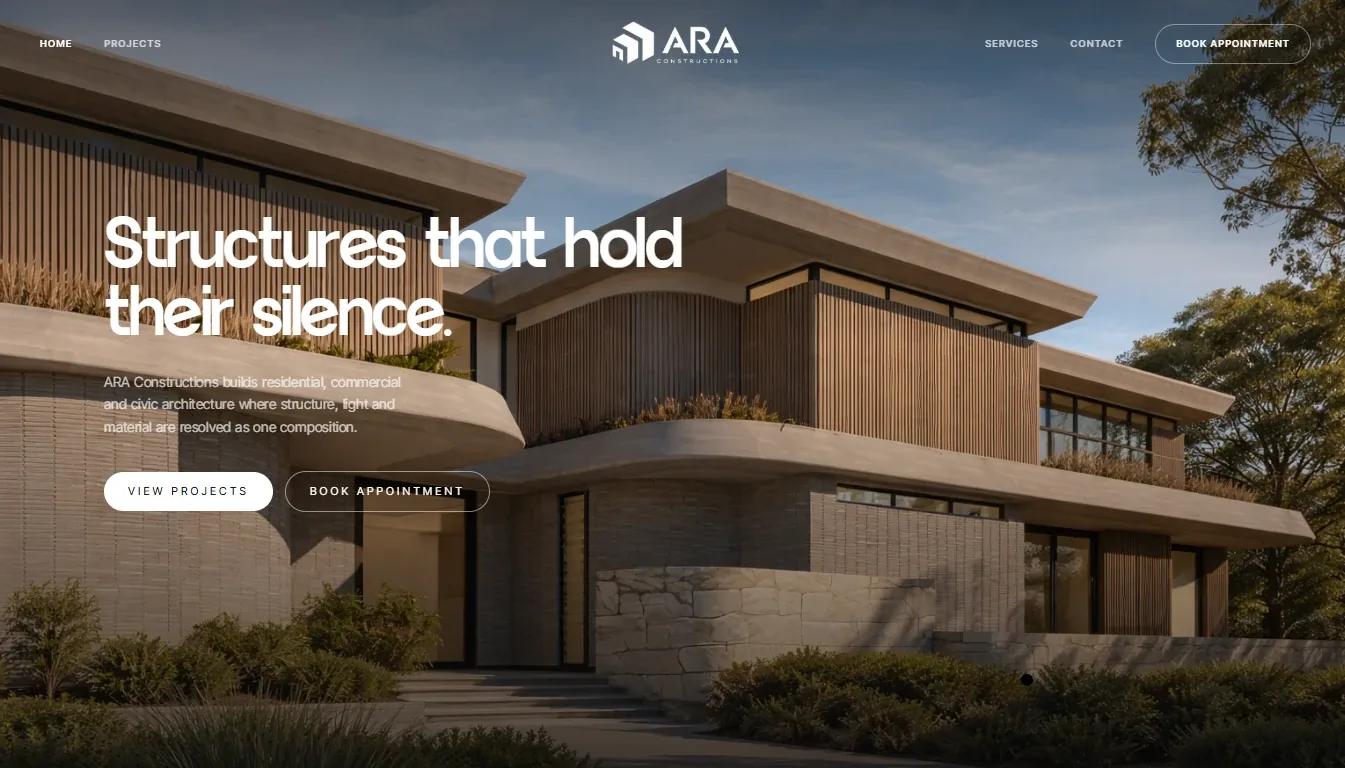 HOME
PROJECTS
ARA
CONSTRUCTIONS
SERVICES
CONTACT
BOOK APPOINTMENT
Structures that hold
their silence.
ARA Constructions builds residential, commercial
and civic architecture where structure, light and
material are resolved as one composition.
VIEW PROJECTS
BOOK APPOINTMENT